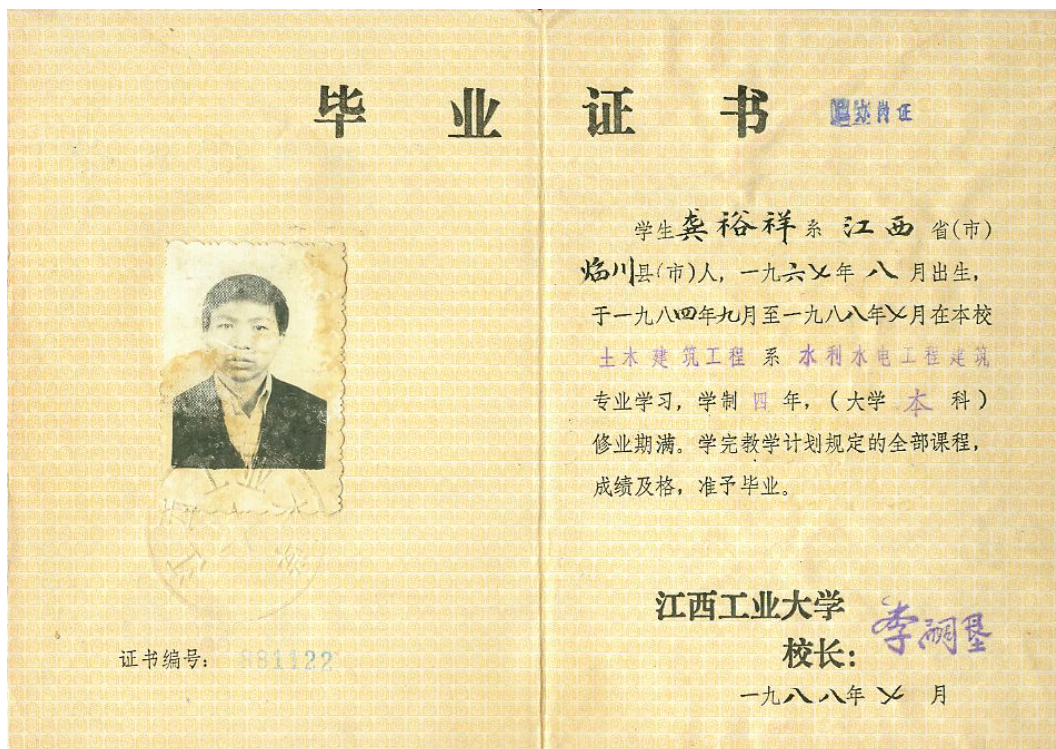 毕业证书
学生龚裕祥系江西省(市)
临川县(市)人，一九六七年八月出生，
于一九八四年九月至一九八八年七月在本校
土木建筑工程系水利水电工程建筑
专业学习，学制四年，(大学本科)
修业期满。学完教学计划规定的全部课程，
成绩及格，准予毕业。
江西工业大学
校长：李嗣垦
一九八八年七月
证书编号：881122